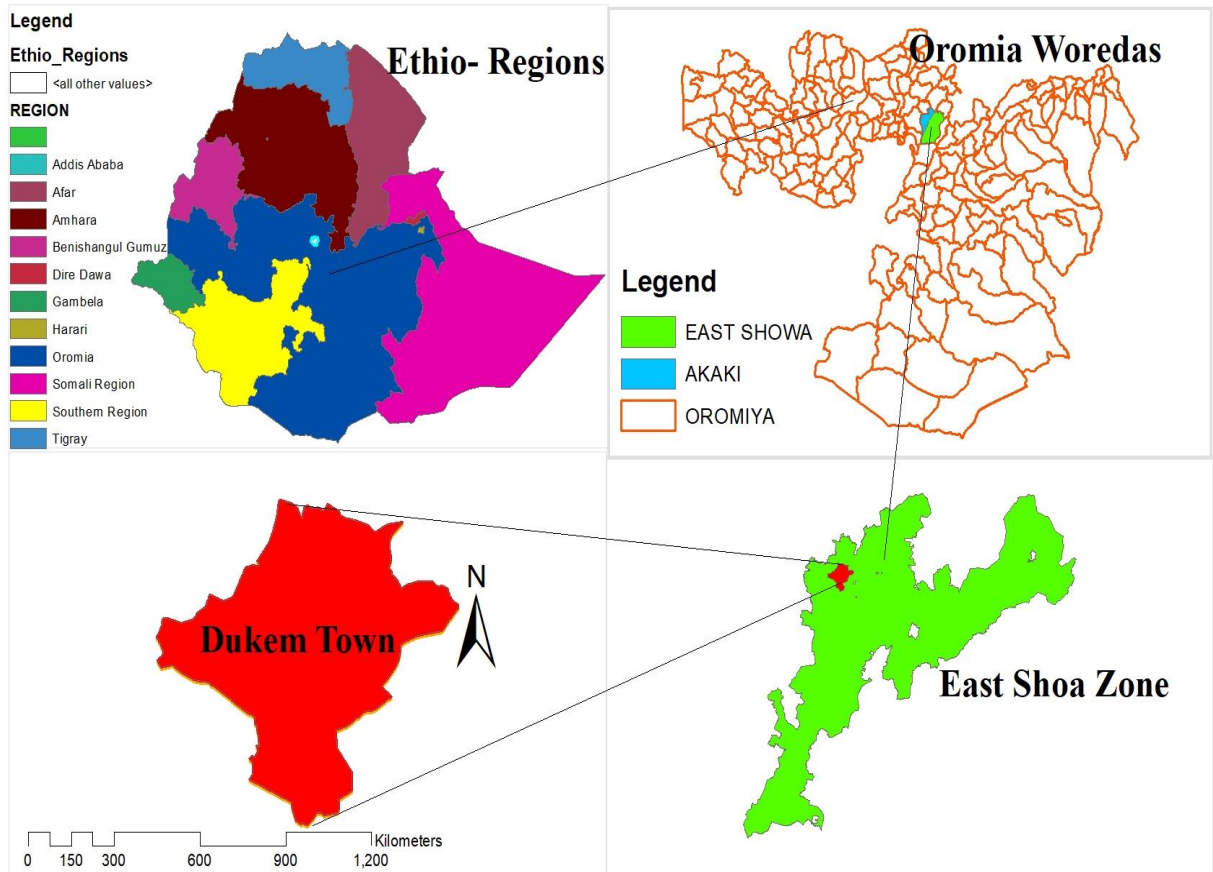 Legend
Ethio_Regions
<all other values>
REGION
Addis Ababa
Afar
Amhara
Benishangul Gumuz
Dire Dawa
Gambela
Harari
Oromia
Somali Region
Southern Region
Tigray
Ethio- Regions
Oromia Woredas
Legend
EAST SHOWA
AKAKI
OROMIYA
Dukem Town
N
Kilometers
0 150 300 600 900 1,200
East Shoa Zone